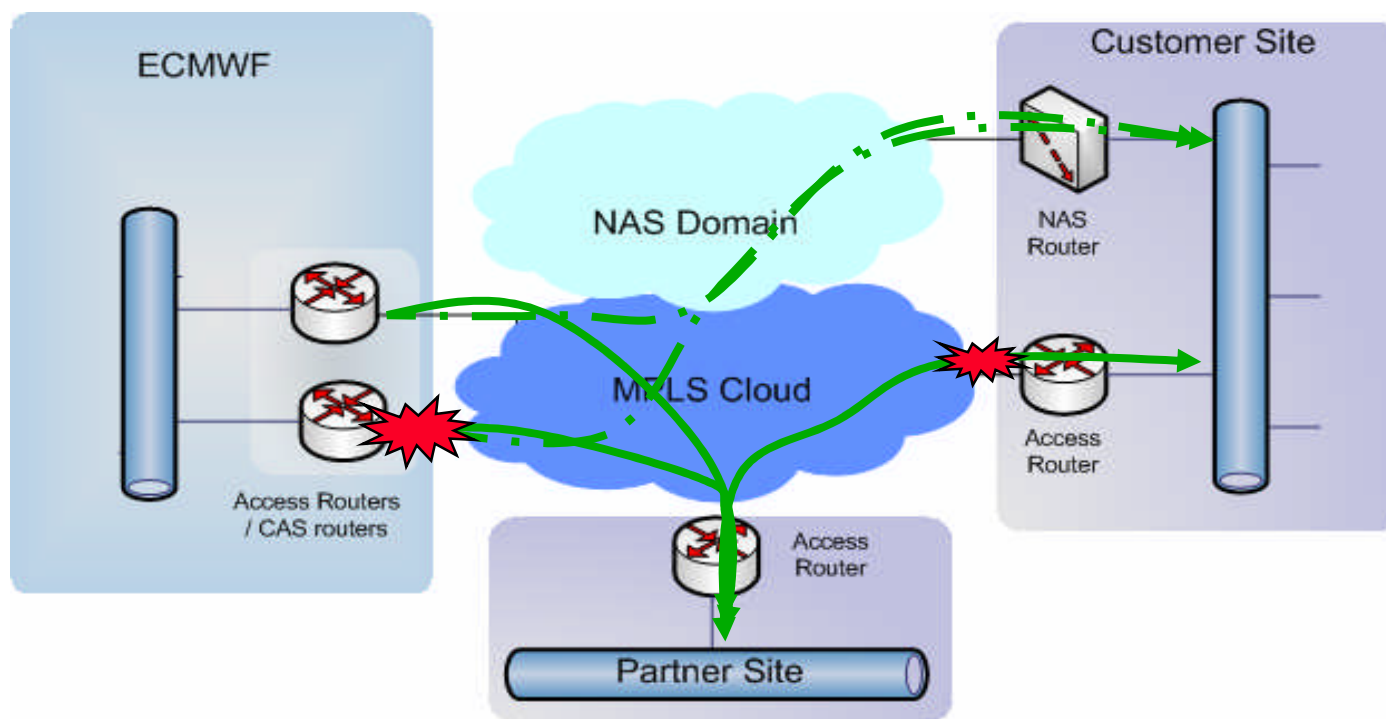 ECMWF
Customer Site
NAS Domain
NAS
Router
MPLS Cloud
Access
Router
Access Routers
/ CAS routers
Access
Router
Partner Site